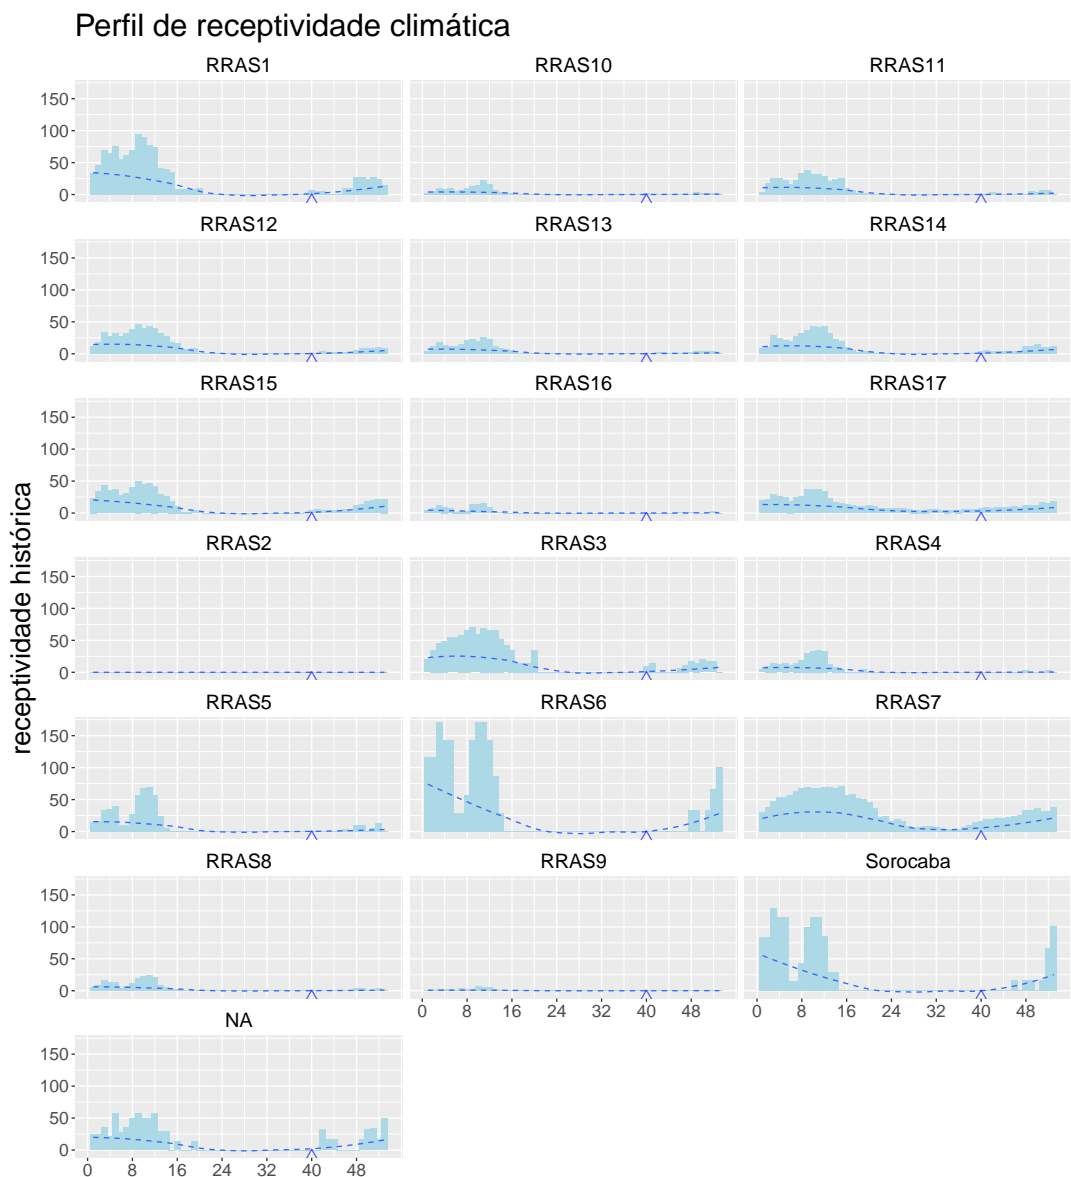 Perfil de receptividade climática
RRAS1 RRAS10 RRAS11
150
100
50
0
RRAS12 RRAS13 RRAS14
150
100
50
0
RRAS15 RRAS16 RRAS17
150
100
50
0
receptividade histórica
RRAS2 RRAS3 RRAS4
150
100
50
0
RRAS5 RRAS6 RRAS7
150
100
50
0
RRAS8 RRAS9 Sorocaba
150
100
50
0
0 8 16 24 32 40 48 0 8 16 24 32 40 48
NA
150
100
50
0
0 8 16 24 32 40 48